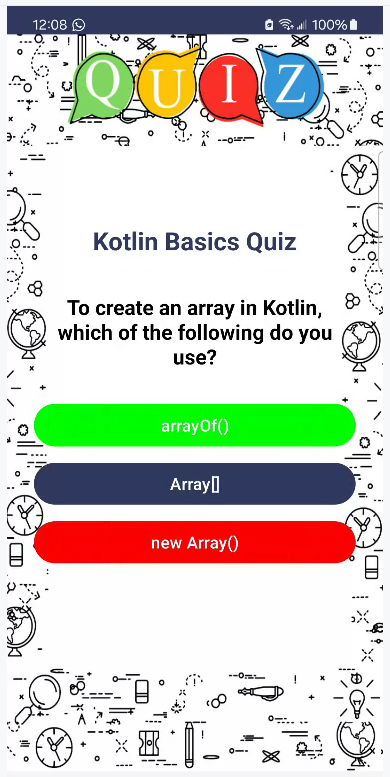 12:08 100%
QUIZ
Kotlin Basics Quiz
To create an array in Kotlin,
which of the following do you
use?
arrayOf()
Array[]
new Array()